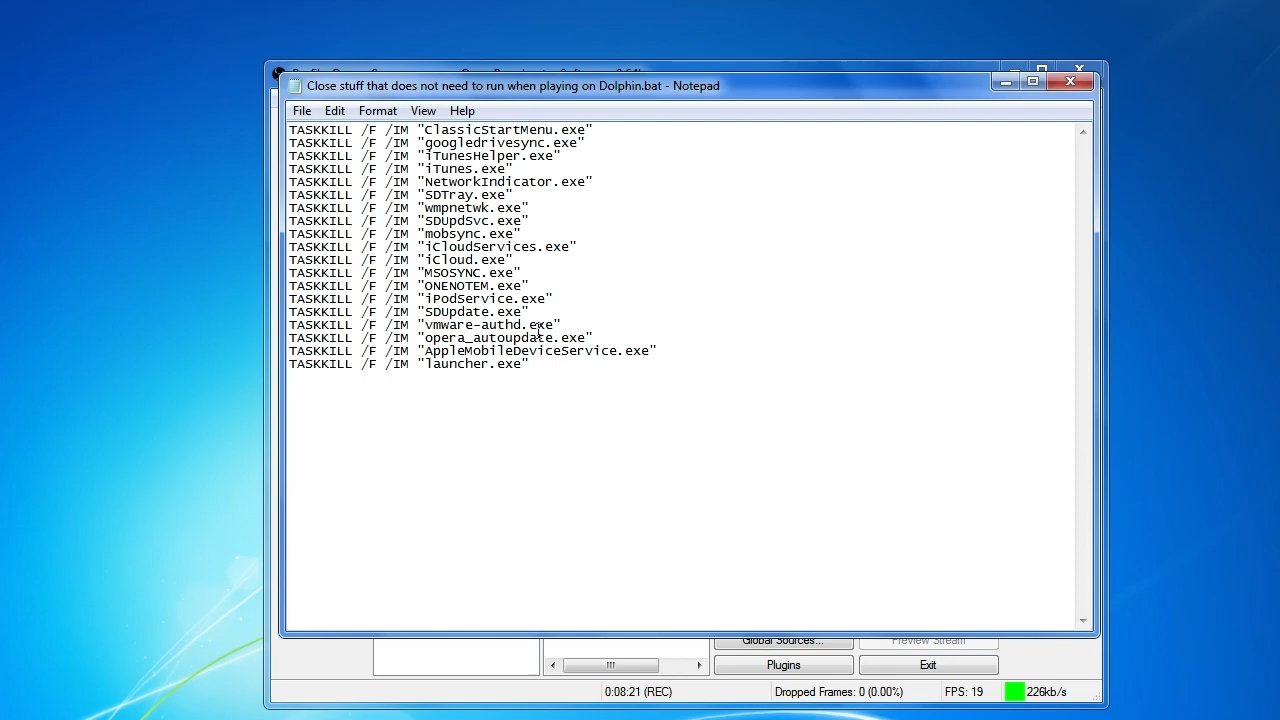 Close stuff that does not need to run when playing on Dolphin.bat - Notepad
File Edit Format View Help
TASKKILL /F /IM "ClassicStartMenu.exe"
TASKKILL /F /IM "googledrivesync.exe"
TASKKILL /F /IM "iTunesHelper.exe"
TASKKILL /F /IM "iTunes.exe"
TASKKILL /F /IM "NetworkIndicator.exe"
TASKKILL /F /IM "SDTray.exe"
TASKKILL /F /IM "wmpnetwk.exe"
TASKKILL /F /IM "SDUpdSvc.exe"
TASKKILL /F /IM "mobsync.exe"
TASKKILL /F /IM "iCloudServices.exe"
TASKKILL /F /IM "iCloud.exe"
TASKKILL /F /IM "MSOSYNC.exe"
TASKKILL /F /IM "ONENOTEM.exe"
TASKKILL /F /IM "iPodService.exe"
TASKKILL /F /IM "SDUpdate.exe"
TASKKILL /F /IM "vmware-authd.exe"
TASKKILL /F /IM "opera_autoupdate.exe"
TASKKILL /F /IM "AppleMobileDeviceService.exe"
TASKKILL /F /IM "launcher.exe"
Global Sources... Preview Stream
Plugins Exit
0:08:21 (REC) Dropped Frames: 0 (0.00%) FPS: 19 226kb/s